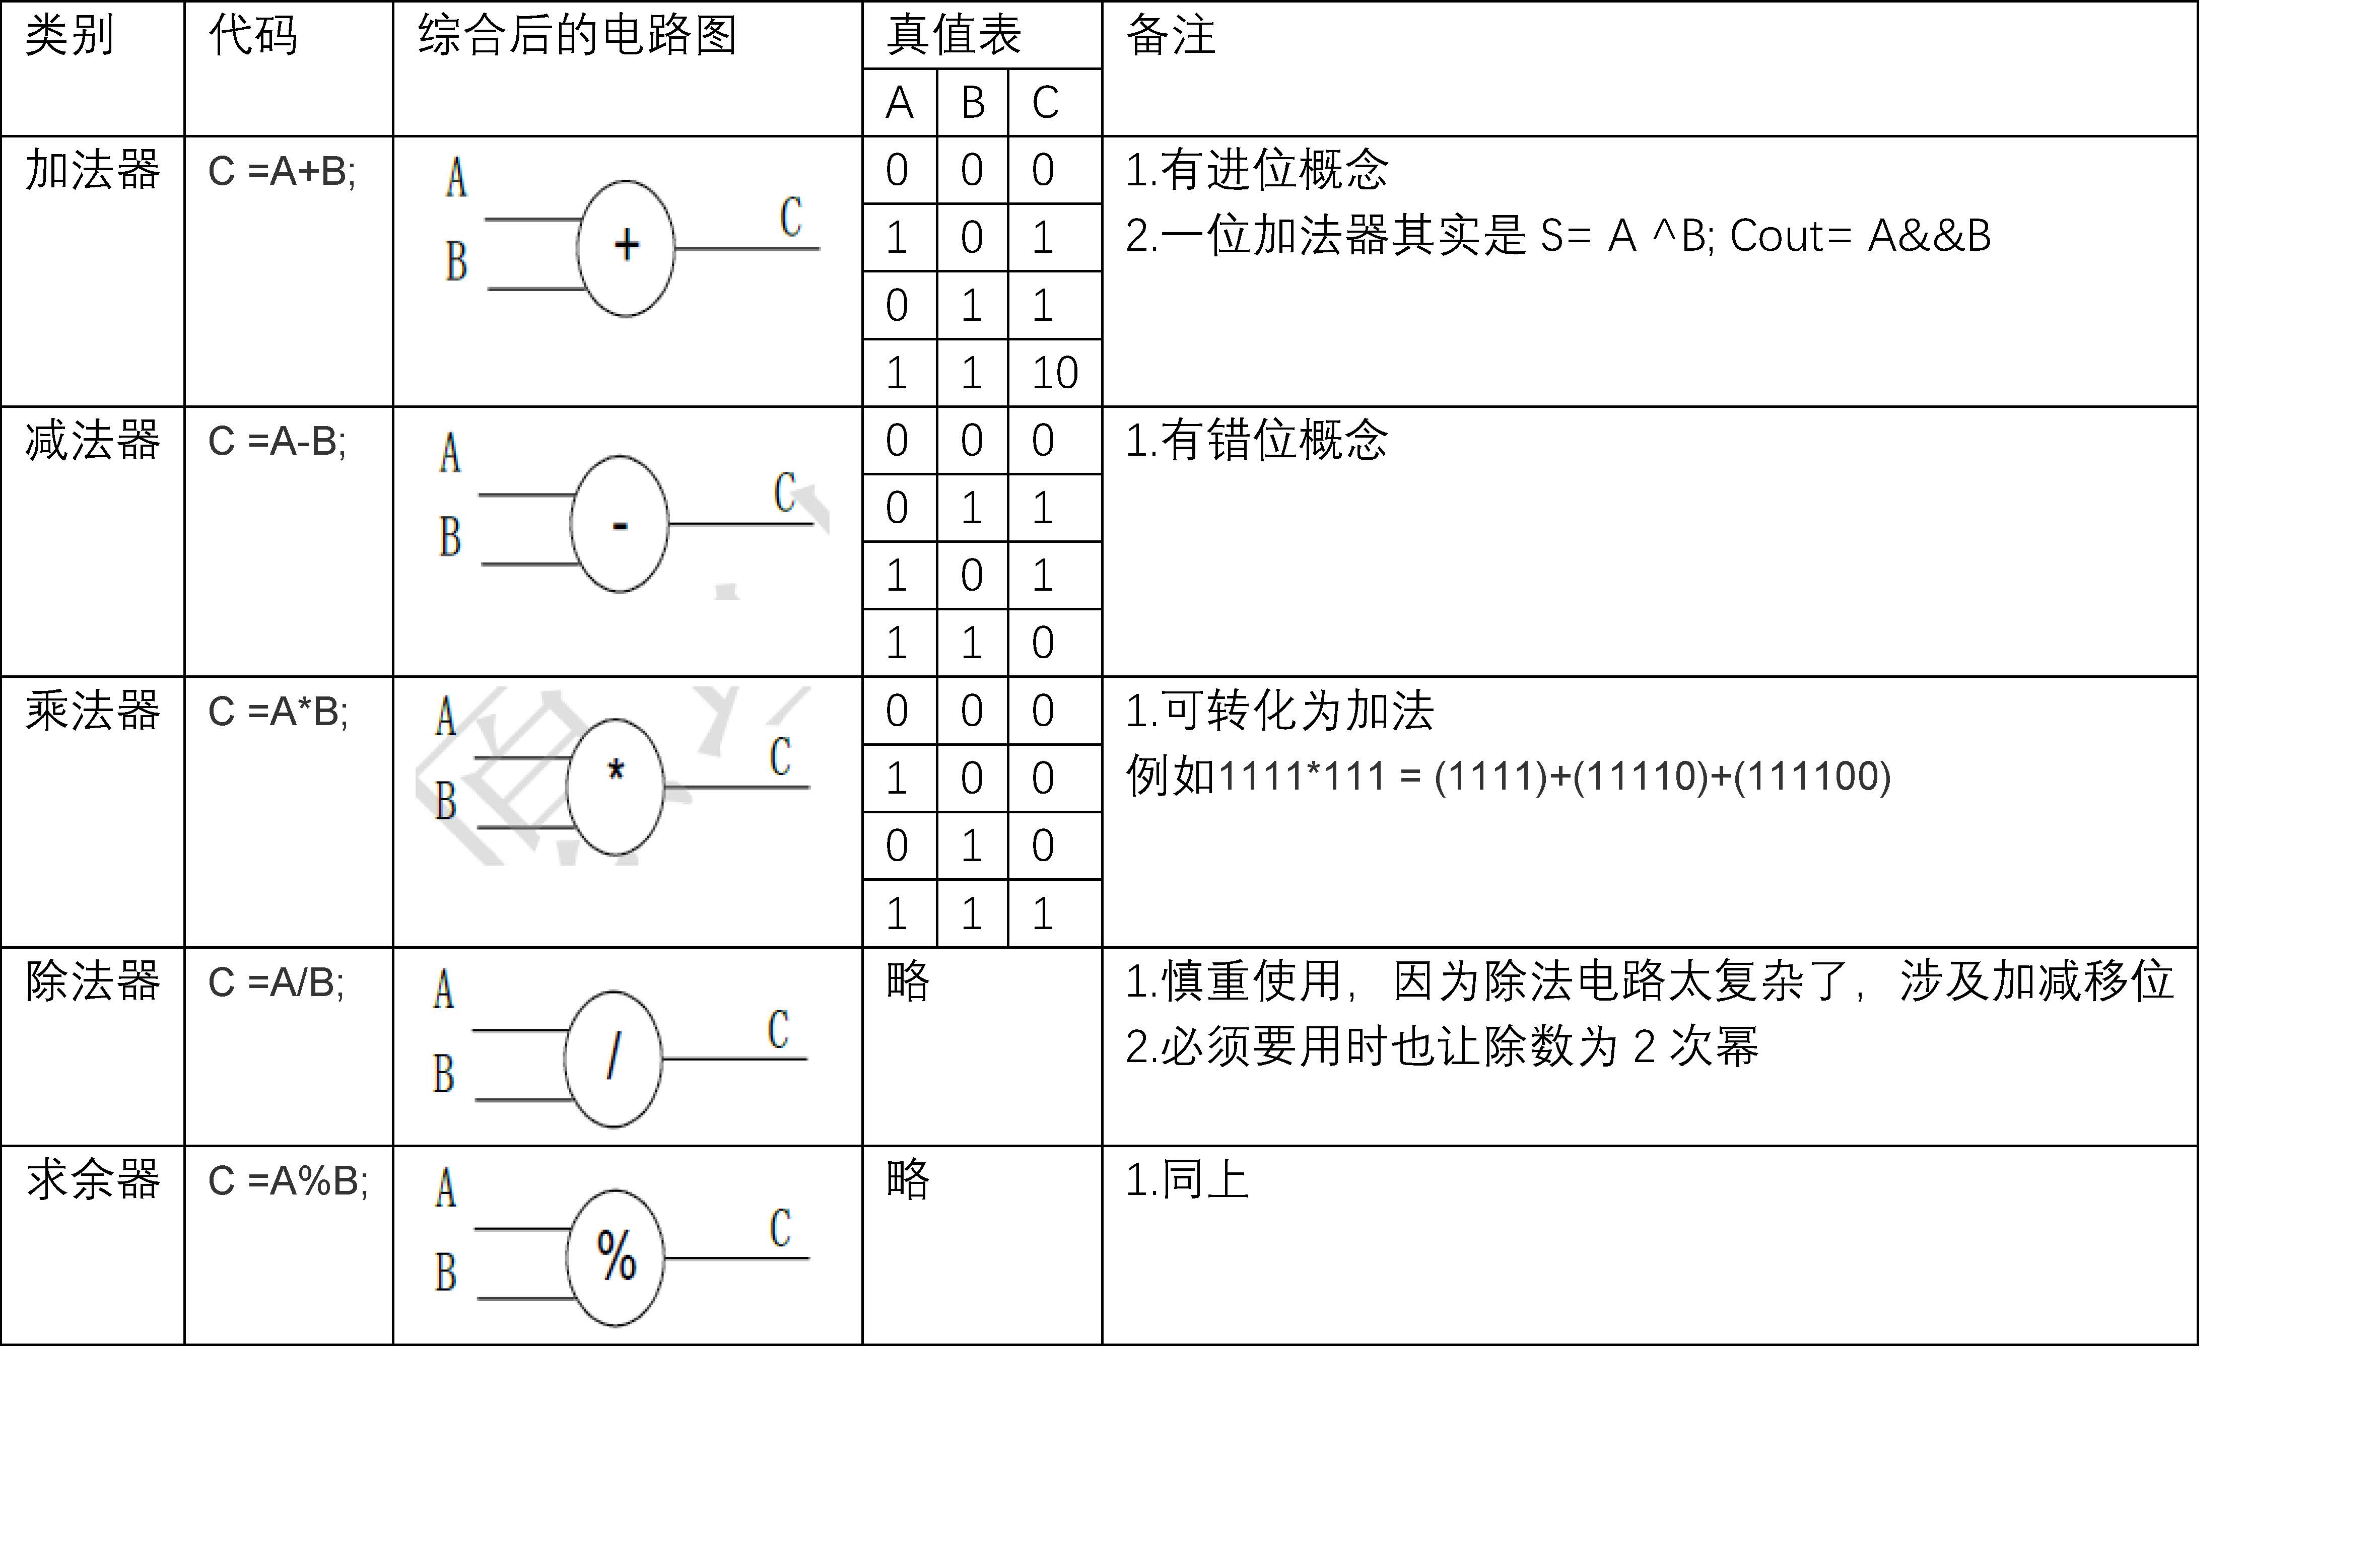 类别 代码 综合后的电路图 真值表 备注
A B C
加法器 C =A+B; A B + C 0 0 0 1.有进位概念
1 0 1 2.一位加法器其实是 S= A ^B; Cout= A&&B
0 1 1
1 1 10
减法器 C =A-B; A B - C 0 0 0 1.有错位概念
0 1 1
1 0 1
1 1 0
乘法器 C =A*B; A B * C 0 0 0 1.可转化为加法
1 0 0 例如1111*111 = (1111)+(11110)+(111100)
0 1 0
1 1 1
除法器 C =A/B; A B / C 略 1.慎重使用，因为除法电路太复杂了，涉及加减移位
2.必须要用时也让除数为 2 次幂
求余器 C =A%B; A B % C 略 1.同上